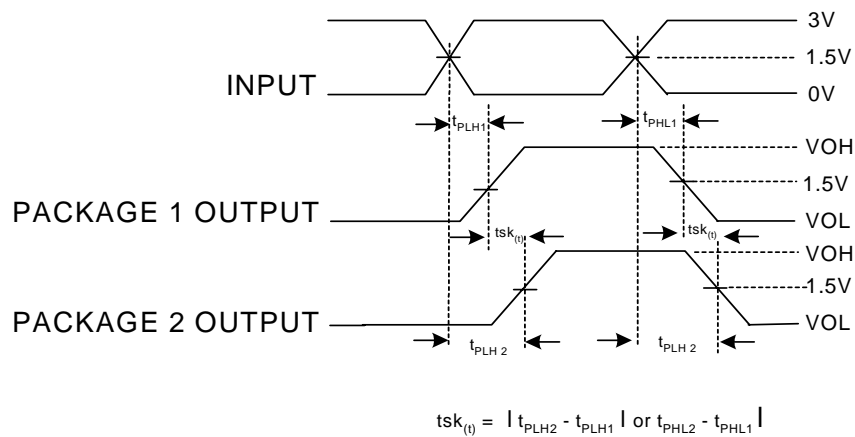 3V
1.5V
INPUT
0V
tPLH1
tPHL1
VOH
1.5V
PACKAGE 1 OUTPUT
VOL
tsk(t)
tsk(t)
VOH
1.5V
PACKAGE 2 OUTPUT
VOL
tPLH 2
tPLH 2
tsk(t) = | tPLH2 - tPLH1 | or tPHL2 - tPHL1 |